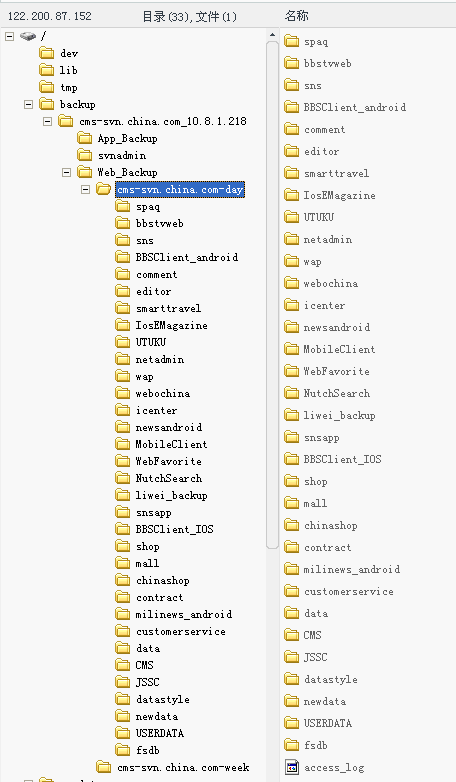 122.200.87.152 目录(33),文件(1) 名称
/
dev
lib
tmp
backup
cms-svn.china.com_10.8.1.218
App_Backup
svnadmin
Web_Backup
cms-svn.china.com-day
spaq
bbstvweb
sns
BBSClient_android
comment
editor
smarttravel
IosEMagazine
UTUKU
netadmin
wap
webochina
icenter
newsandroid
MobileClient
WebFavorite
NutchSearch
liwei_backup
snsapp
BBSClient_IOS
shop
mall
chinashop
contract
milinews_android
customerservice
data
CMS
JSSC
datastyle
newdata
USERDATA
fsdb
cms-svn.china.com-week
spaq
bbstvweb
sns
BBSClient_android
comment
editor
smarttravel
IosEMagazine
UTUKU
netadmin
wap
webochina
icenter
newsandroid
MobileClient
WebFavorite
NutchSearch
liwei_backup
snsapp
BBSClient_IOS
shop
mall
chinashop
contract
milinews_android
customerservice
data
CMS
JSSC
datastyle
newdata
USERDATA
fsdb
access_log